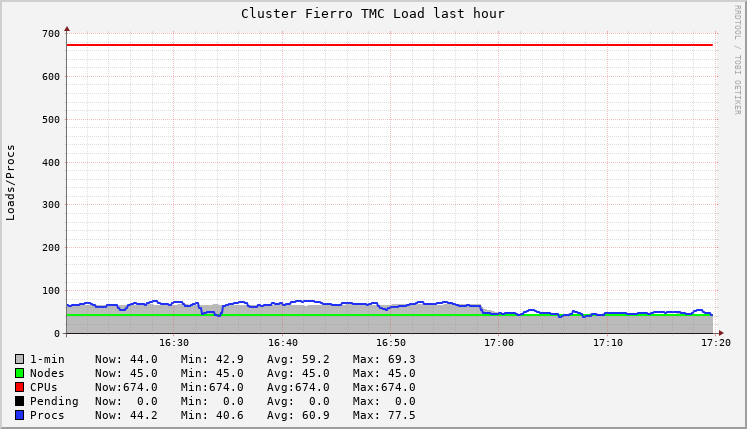 Cluster Fierro TMC Load last hour
RRDTOOL / TOBI OETIKER
Loads/Procs
700
600
500
400
300
200
100
0
16:30 16:40 16:50 17:00 17:10 17:20
1-min Now: 44.0 Min: 42.9 Avg: 59.2 Max: 69.3
Nodes Now: 45.0 Min: 45.0 Avg: 45.0 Max: 45.0
CPUs Now:674.0 Min:674.0 Avg:674.0 Max:674.0
Pending Now: 0.0 Min: 0.0 Avg: 0.0 Max: 0.0
Procs Now: 44.2 Min: 40.6 Avg: 60.9 Max: 77.5